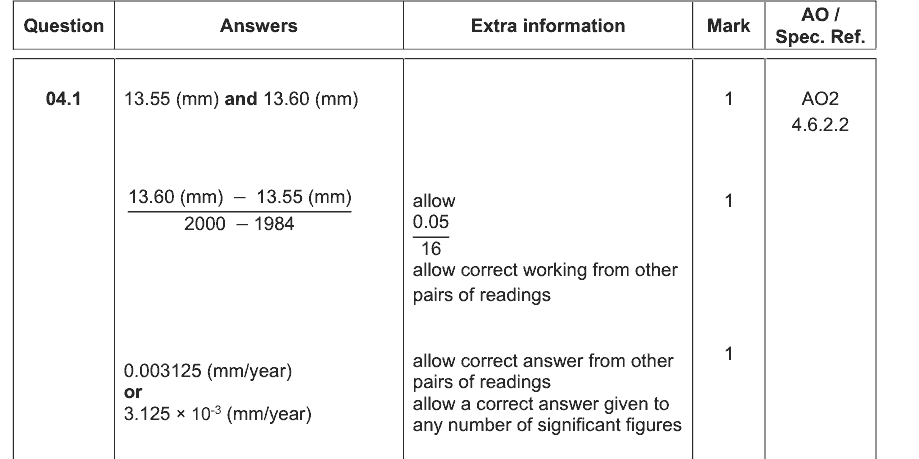 Question Answers Extra information Mark AO / Spec. Ref.
04.1 13.55 (mm) and 13.60 (mm) 1 AO2
4.6.2.2
13.60 (mm) − 13.55 (mm)
2000 − 1984
allow 1
0.05
16
allow correct working from other
pairs of readings
0.003125 (mm/year)
or
3.125 × 10⁻³ (mm/year)
allow correct answer from other 1
pairs of readings
allow a correct answer given to
any number of significant figures